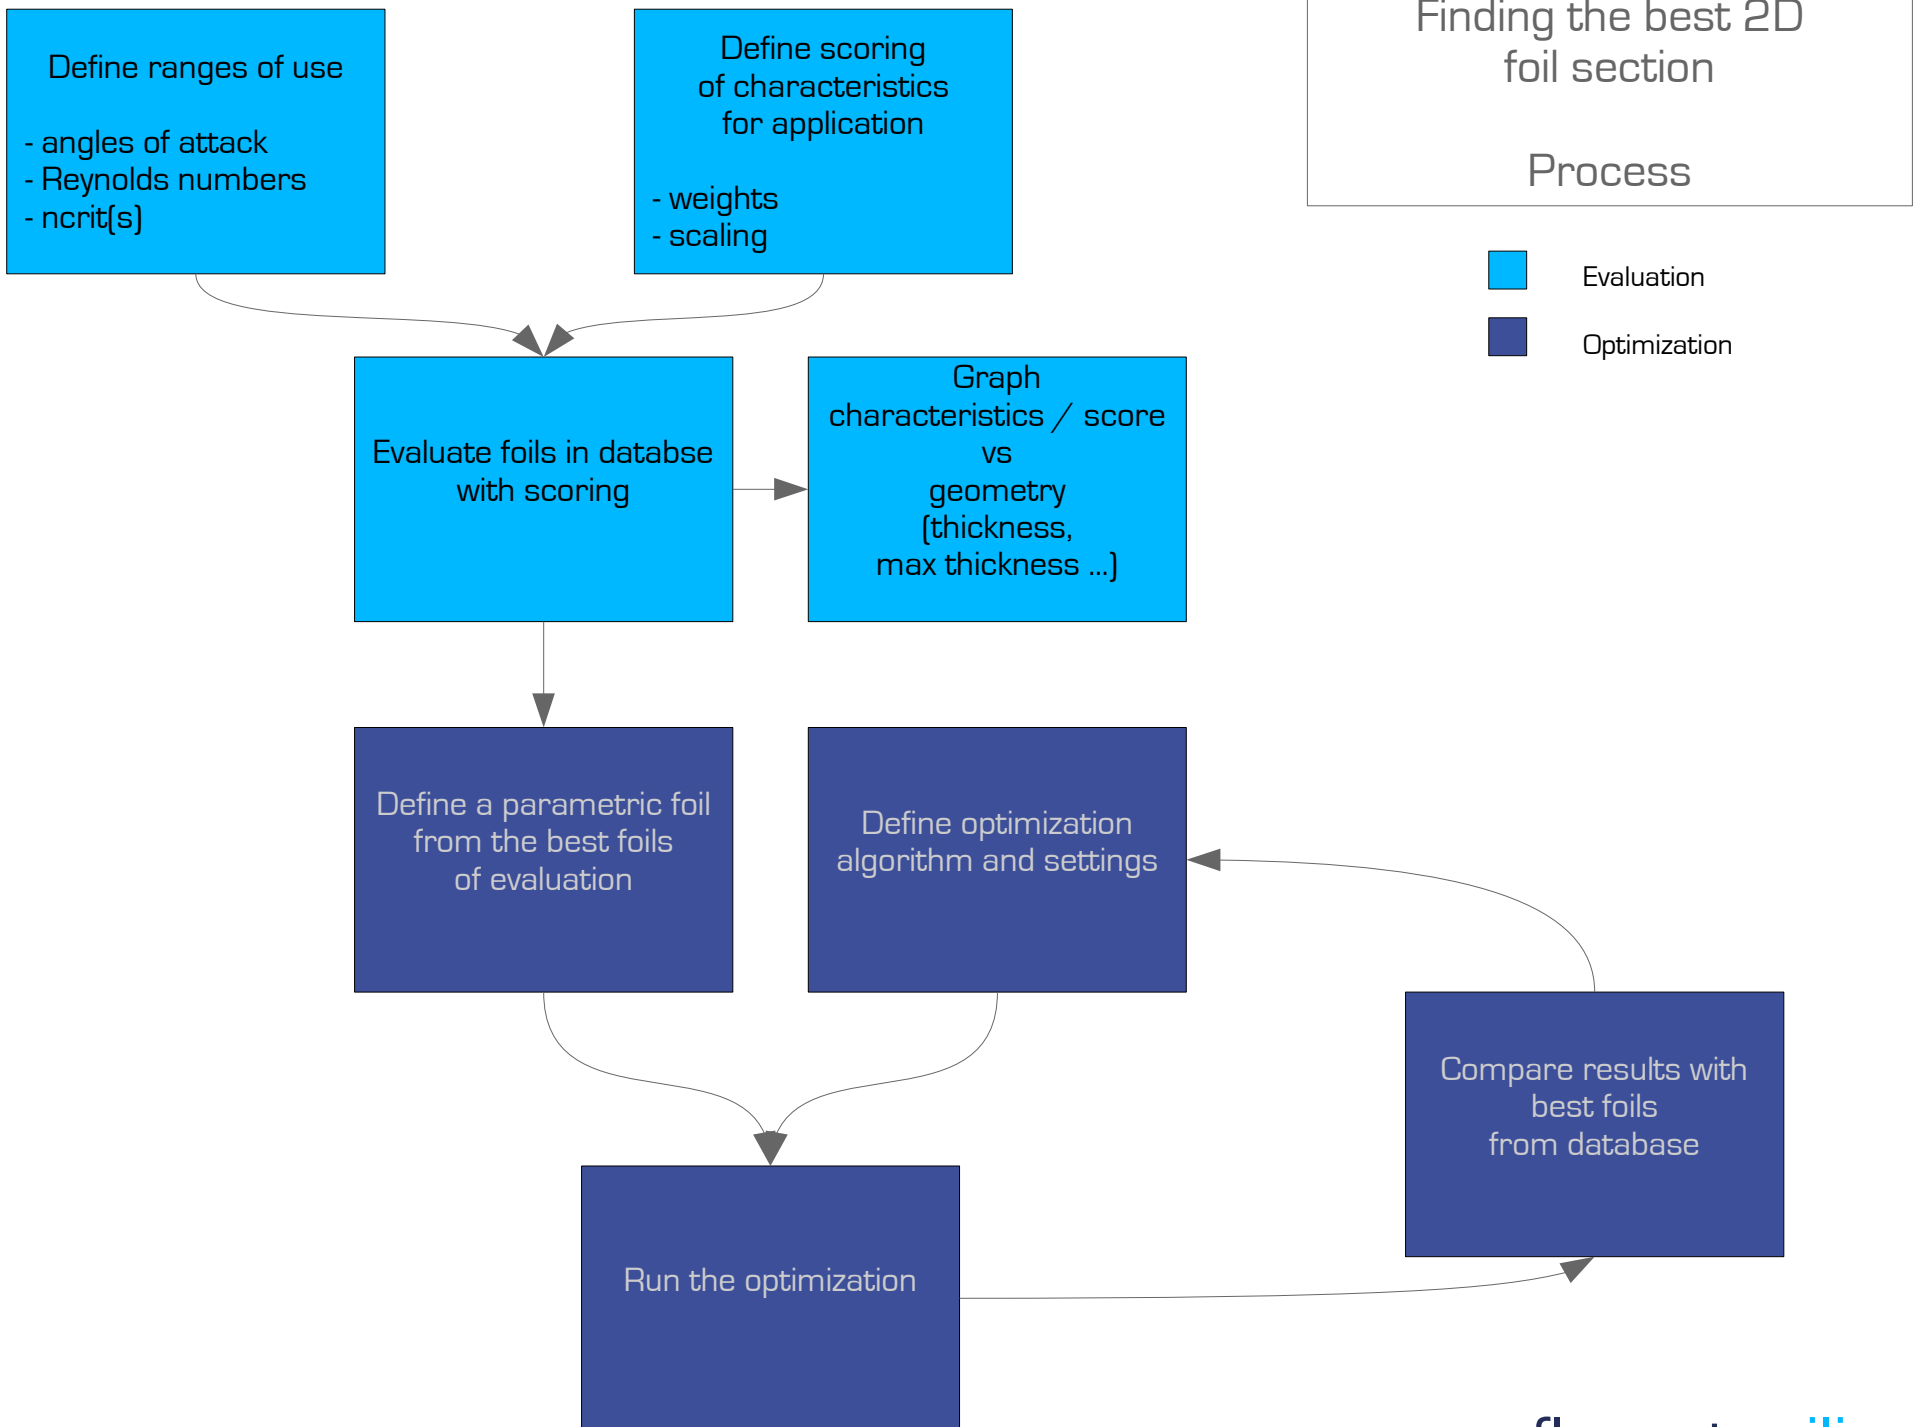 Finding the best 2D
foil section
Process
Define ranges of use
- angles of attack
- Reynolds numbers
- ncrit(s)
Define scoring
of characteristics
for application
- weights
- scaling
Evaluation
Optimization
Evaluate foils in databse
with scoring
Graph
characteristics / score
vs
geometry
(thickness,
max thickness ...)
Define a parametric foil
from the best foils
of evaluation
Define optimization
algorithm and settings
Compare results with
best foils
from database
Run the optimization